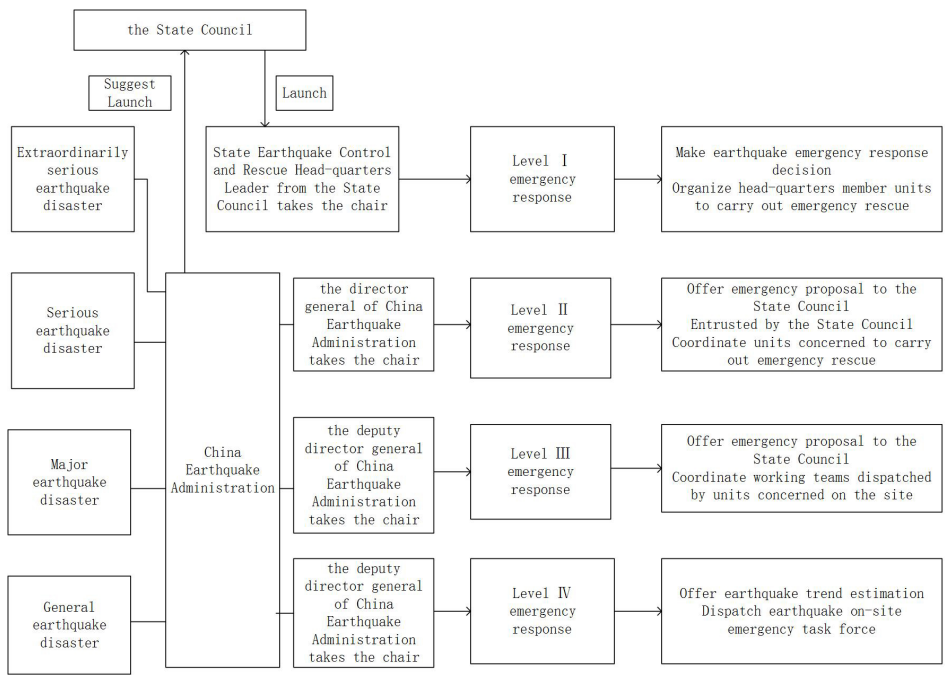 the State Council
Suggest
Launch
Launch
Extraordinarily
serious
earthquake
disaster
State Earthquake Control
and Rescue Head-quarters
Leader from the State
Council takes the chair
Level Ⅰ
emergency
response
Make earthquake emergency response
decision
Organize head-quarters member units
to carry out emergency rescue
Serious
earthquake
disaster
the director
general of China
Earthquake
Administration
takes the chair
Level Ⅱ
emergency
response
Offer emergency proposal to the
State Council
Entrusted by the State Council
Coordinate units concerned to carry
out emergency rescue
China
Earthquake
Administration
Major
earthquake
disaster
the deputy
director general
of China
Earthquake
Administration
takes the chair
Level Ⅲ
emergency
response
Offer emergency proposal to the
State Council
Coordinate working teams dispatched
by units concerned on the site
General
earthquake
disaster
the deputy
director general
of China
Earthquake
Administration
takes the chair
Level Ⅳ
emergency
response
Offer earthquake trend estimation
Dispatch earthquake on-site
emergency task force